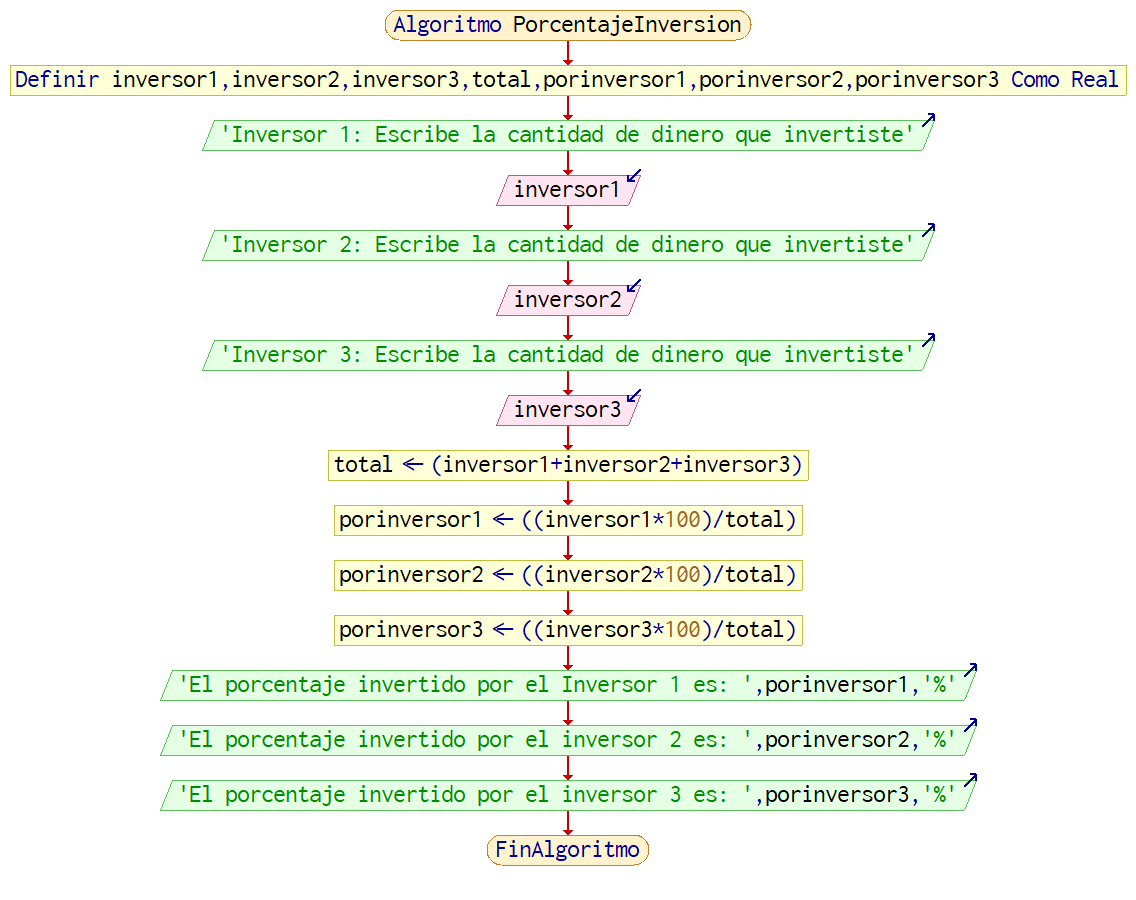 Algoritmo PorcentajeInversion
Definir inversor1,inversor2,inversor3,total,porinversor1,porinversor2,porinversor3 Como Real
'Inversor 1: Escribe la cantidad de dinero que invertiste'
inversor1
'Inversor 2: Escribe la cantidad de dinero que invertiste'
inversor2
'Inversor 3: Escribe la cantidad de dinero que invertiste'
inversor3
total ← (inversor1+inversor2+inversor3)
porinversor1 ← ((inversor1*100)/total)
porinversor2 ← ((inversor2*100)/total)
porinversor3 ← ((inversor3*100)/total)
'El porcentaje invertido por el Inversor 1 es: ',porinversor1,'%'
'El porcentaje invertido por el inversor 2 es: ',porinversor2,'%'
'El porcentaje invertido por el inversor 3 es: ',porinversor3,'%'
FinAlgoritmo